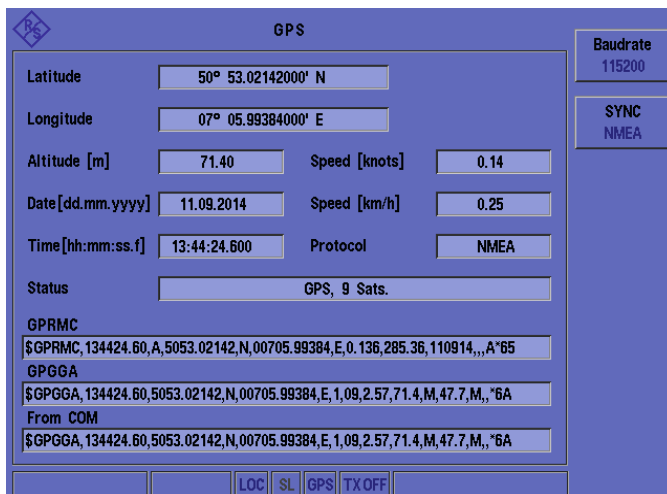 R&S
GPS
Baudrate
115200
SYNC
NMEA
Latitude 50° 53.02142000' N
Longitude 07° 05.99384000' E
Altitude [m] 71.40 Speed [knots] 0.14
Date[dd.mm.yyyy] 11.09.2014 Speed [km/h] 0.25
Time[hh:mm:ss.f] 13:44:24.600 Protocol NMEA
Status GPS, 9 Sats.
GPRMC
$GPRMC,134424.60,A,5053.02142,N,00705.99384,E,0.136,285.36,110914,,,A*65
GPGGA
$GPGGA,134424.60,5053.02142,N,00705.99384,E,1,09,2.57,71.4,M,47.7,M,,*6A
From COM
$GPGGA,134424.60,5053.02142,N,00705.99384,E,1,09,2.57,71.4,M,47.7,M,,*6A
LOC SL GPS TX OFF